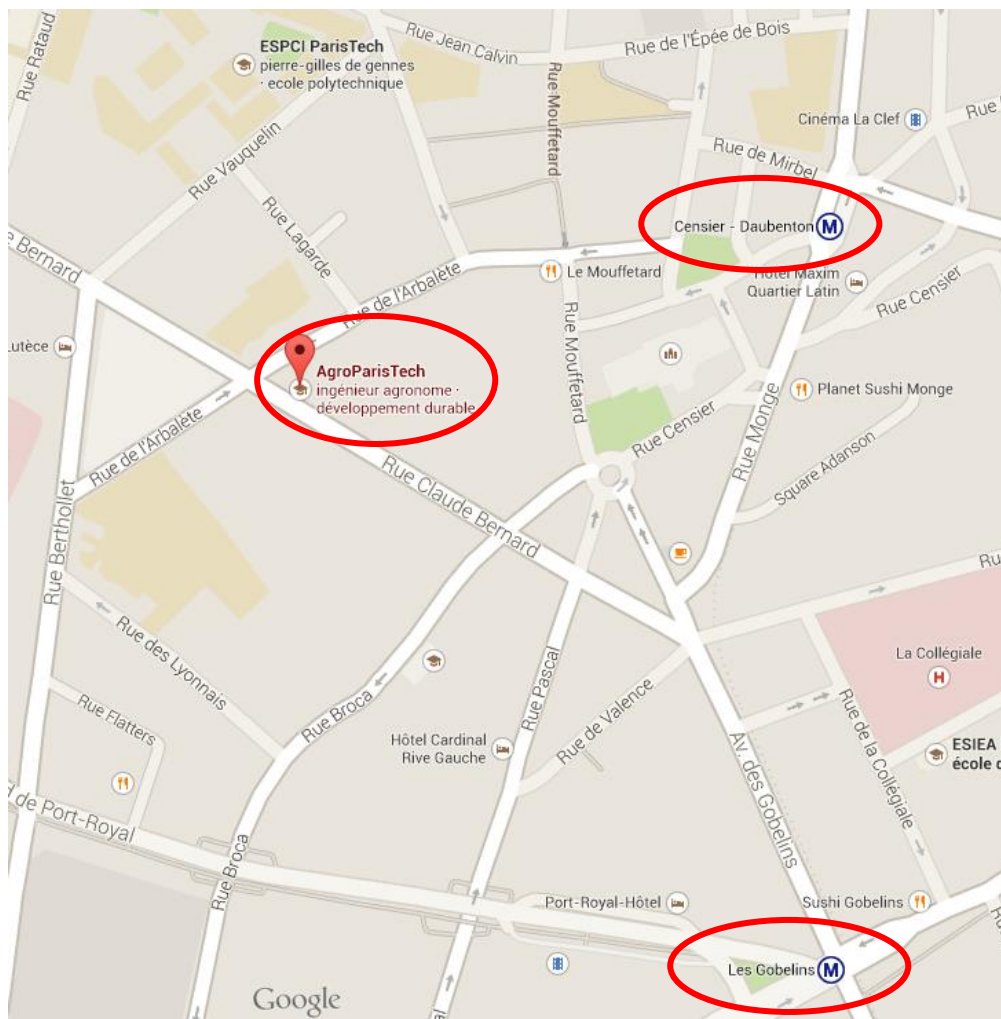 Rue Rataud
ESPCI ParisTech
pierre-gilles de gennes
· ecole polytechnique
Rue Jean Calvin
Rue de l'Épée de Bois
Rue Mouffetard
Cinéma La Clef
Rue Vauquelin
Rue de Mirbel
Rue Lagarde
Censier - Daubenton
M
Le Mouffetard
Hôtel Maxim
Quartier Latin
Rue Censier
Bernard
Rue de l'Arbalète
Lutèce
AgroParisTech
ingénieur agronome ·
développement durable
Rue Mouffetard
Planet Sushi Monge
Rue Censier
Rue Monge
Square Adanson
Rue de l'Arbalète
Rue Claude Bernard
Rue Berthollet
Rue des Lyonnais
La Collégiale
H
Rue Pascal
Rue de Valence
Rue Flatters
Rue Broca
Hôtel Cardinal
Rive Gauche
Av. des Gobelins
Rue de la Collégiale
ESIEA
école
de Port-Royal
Rue Broca
Port-Royal-Hôtel
Sushi Gobelins
Les Gobelins
M
Google